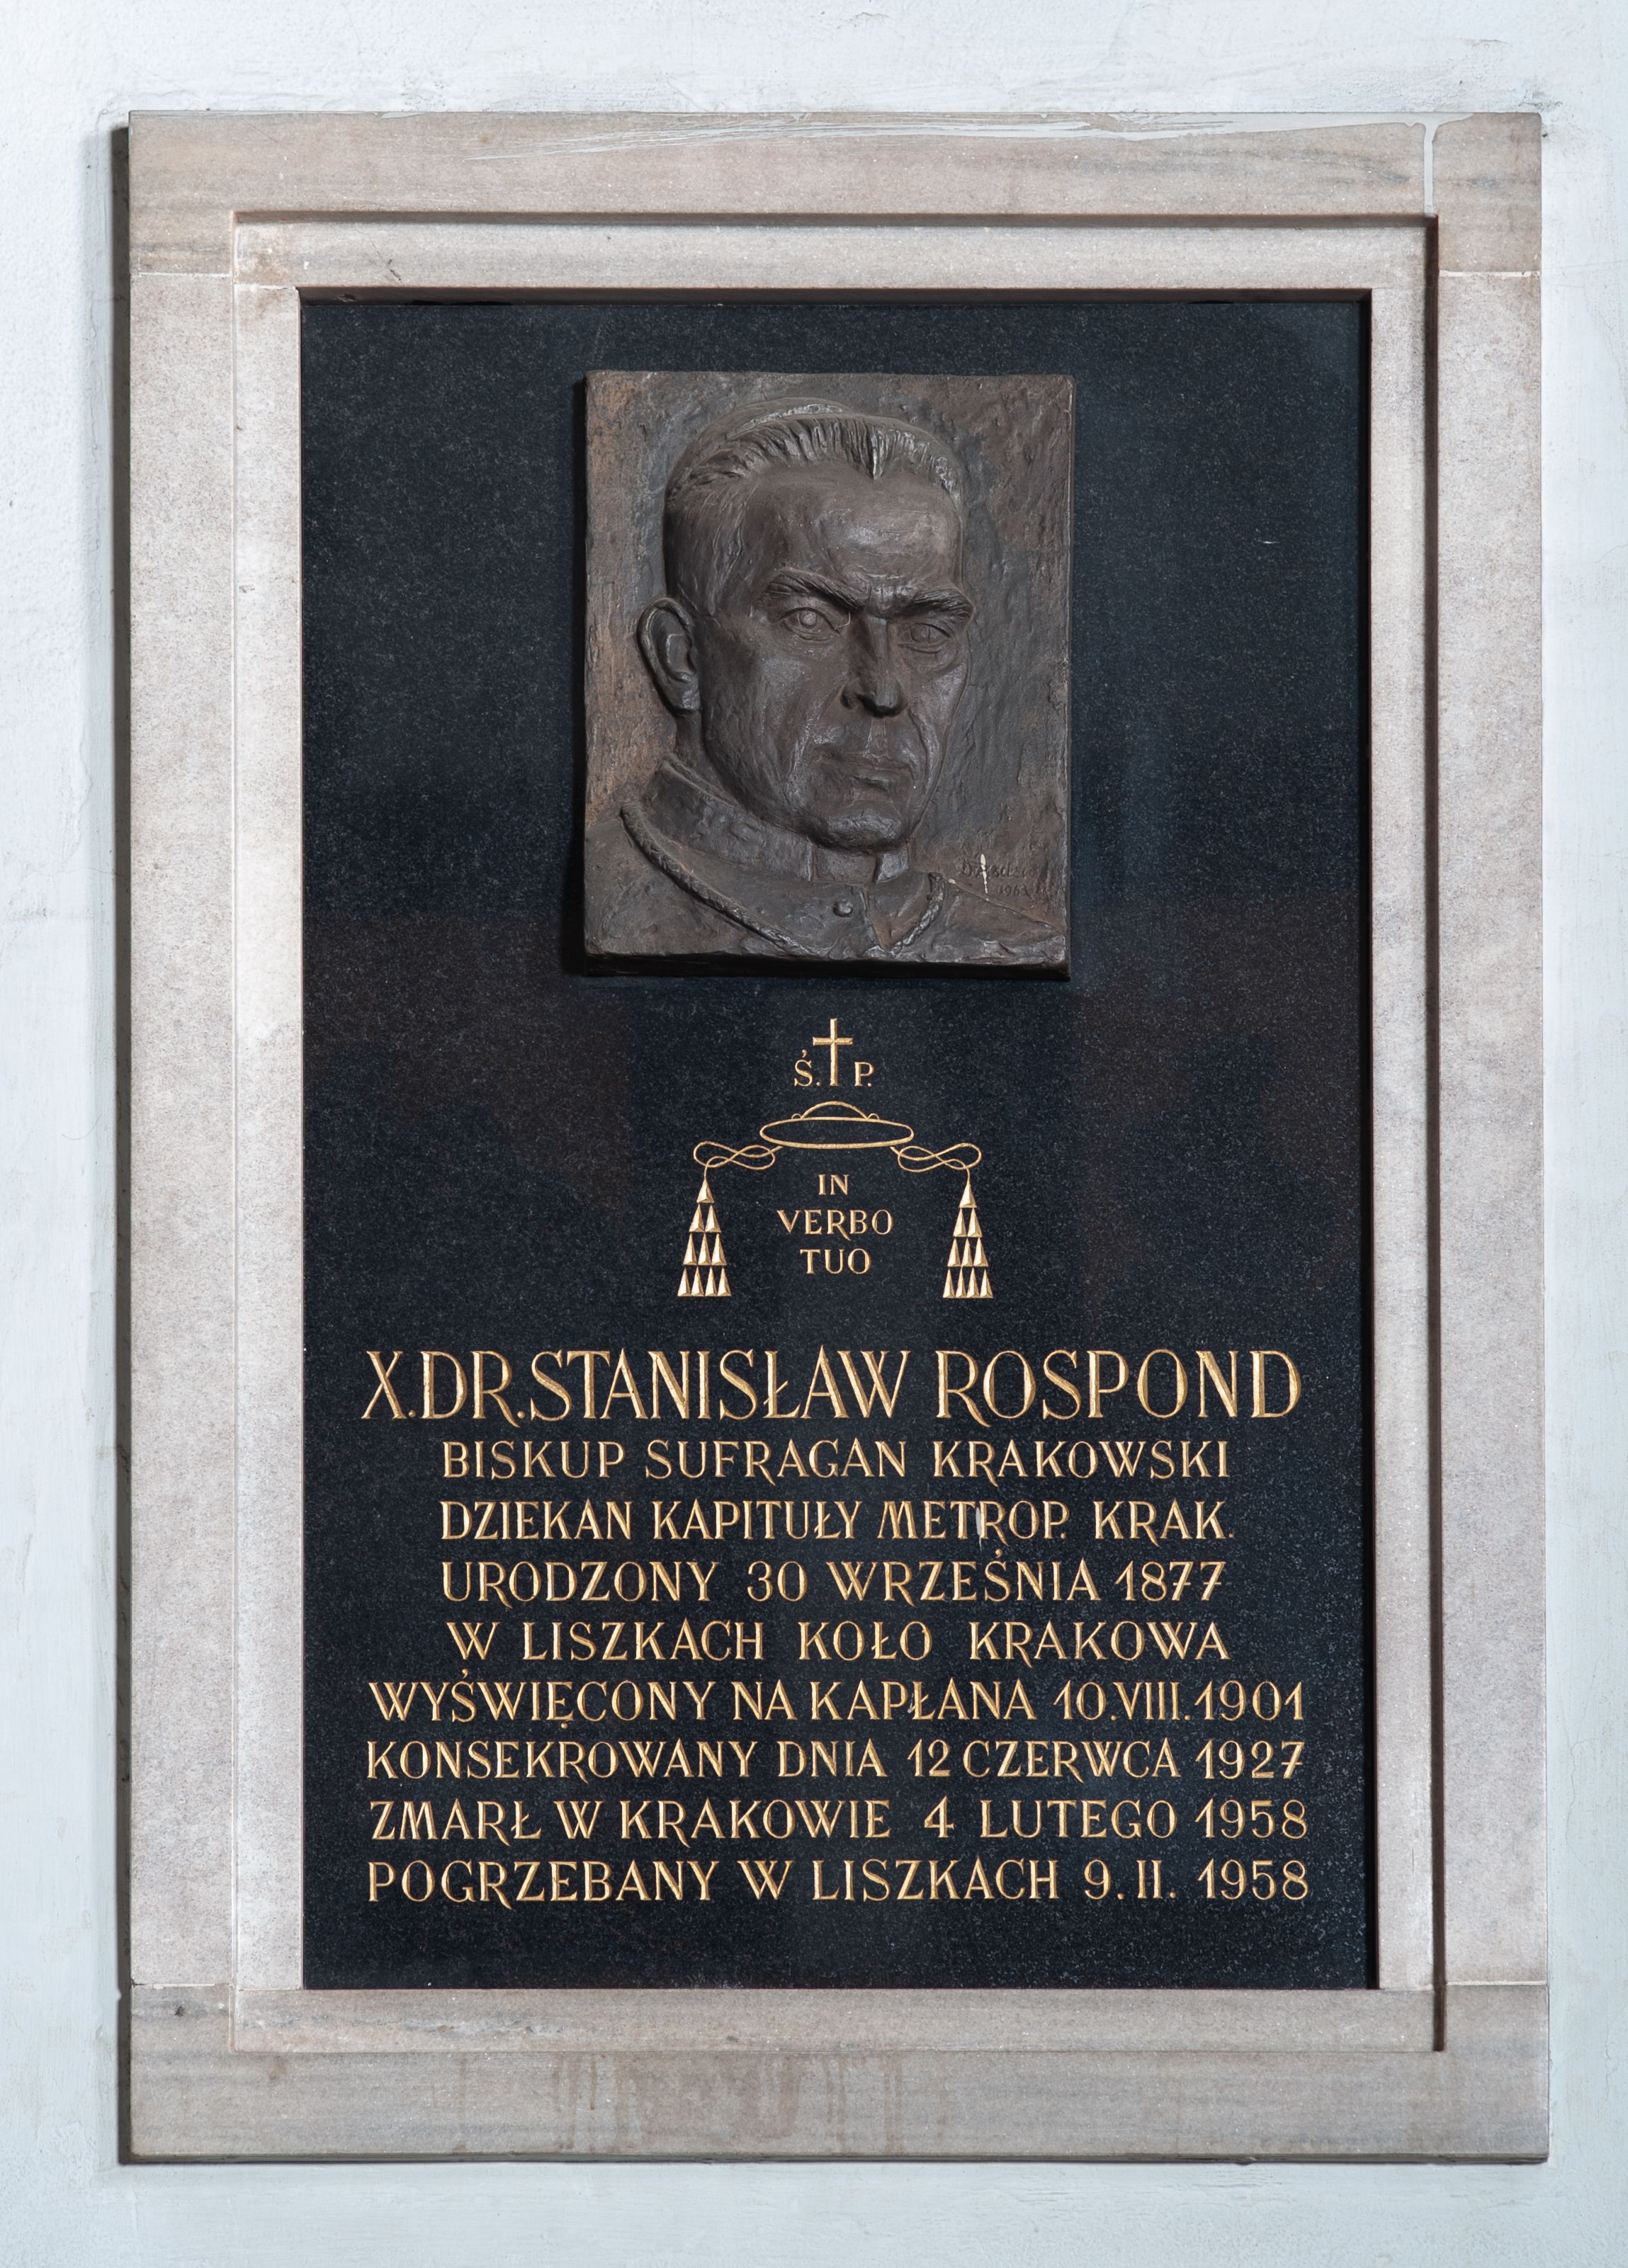 Ś. P.
IN
VERBO
TUO
X.DR.STANISŁAW ROSPOND
BISKUP SUFRAGAN KRAKOWSKI
DZIEKAN KAPITUŁY METROP. KRAK.
URODZONY 30 WRZEŚNIA 1877
W LISZKACH KOŁO KRAKOWA
WYŚWIĘCONY NA KAPŁANA 10.VIII.1901
KONSEKROWANY DNIA 12 CZERWCA 1927
ZMARŁ W KRAKOWIE 4 LUTEGO 1958
POGRZEBANY W LISZKACH 9.II. 1958